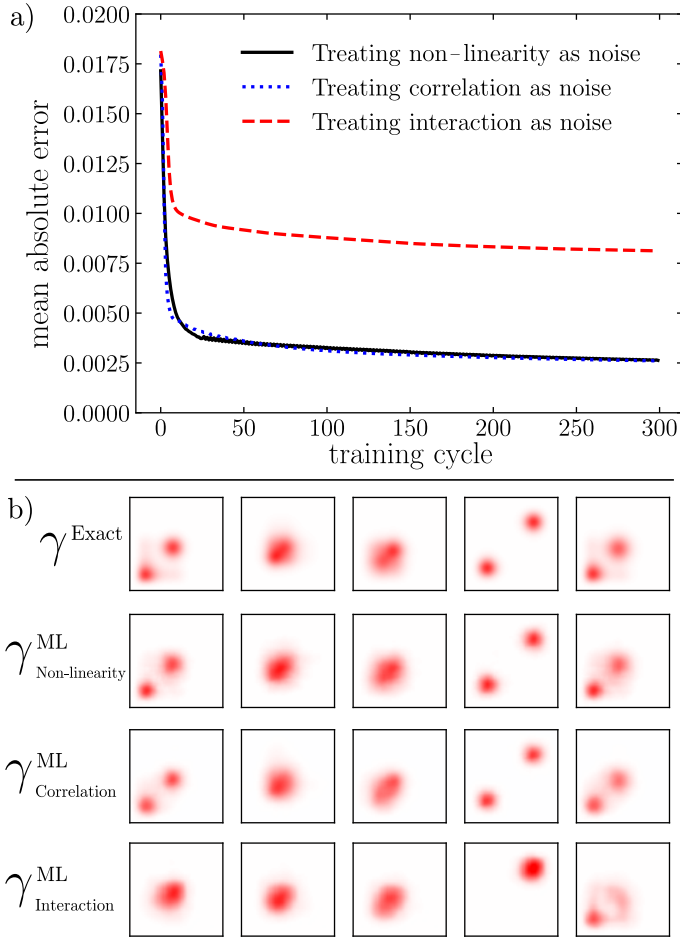 a)
0.0200
0.0175
0.0150
0.0125
0.0100
0.0075
0.0050
0.0025
0.0000
mean absolute error
Treating non−linearity as noise
Treating correlation as noise
Treating interaction as noise
0 50 100 150 200 250 300
training cycle
b)
γ Exact
γ ML Non-linearity
γ ML Correlation
γ ML Interaction